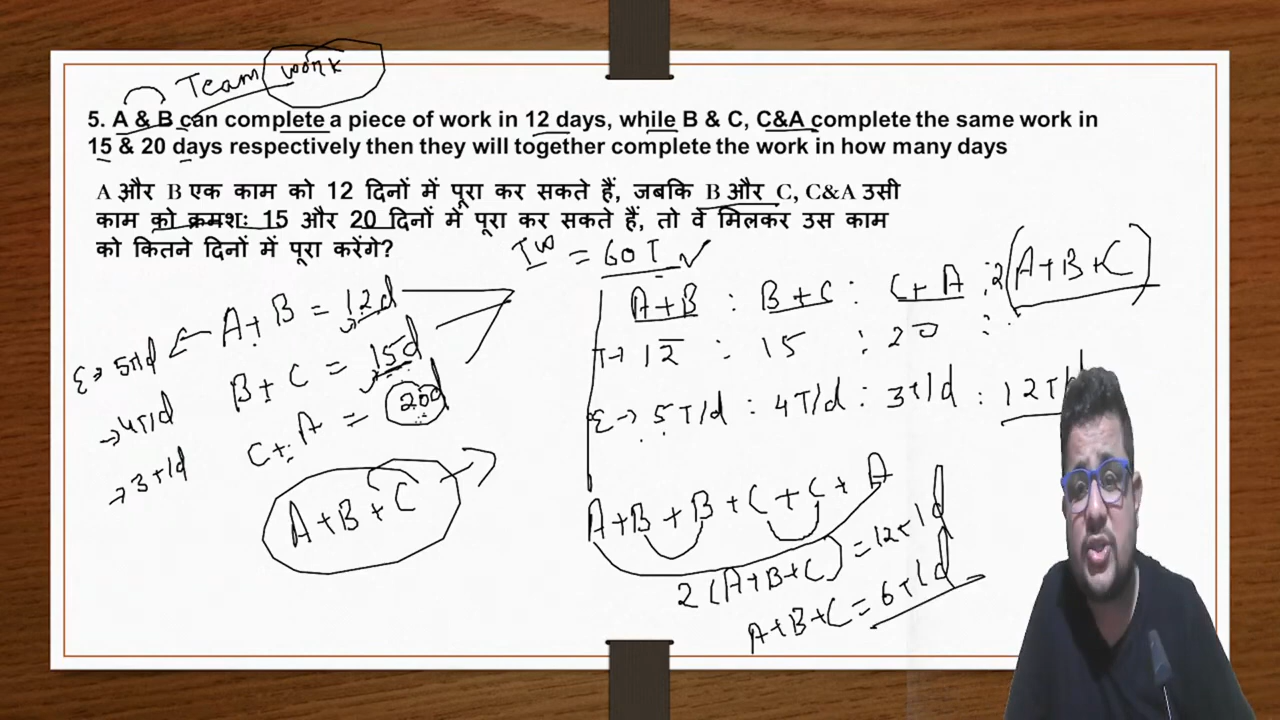 Team work
5. A & B can complete a piece of work in 12 days, while B & C, C&A complete the same work in
15 & 20 days respectively then they will together complete the work in how many days
A और B एक काम को 12 दिनों में पूरा कर सकते हैं, जबकि B और C, C&A उसी
काम को क्रमशः 15 और 20 दिनों में पूरा कर सकते हैं, तो वे मिलकर उस काम
को कितने दिनों में पूरा करेंगे?
TW = 60T ✓
A+B : B+C : C+A : 2(A+B+C)
T→ 12 : 15 : 20 :
E→ 5T/d : 4T/d : 3T/d : 12T/d
E→ 5T/d ← A+B = 12d
→ 4T/d B+C = 15d
→ 3T/d C+A = 20d
A+B+C →
A+B+B+C+C+A
2(A+B+C) = 12T/d
A+B+C = 6T/d